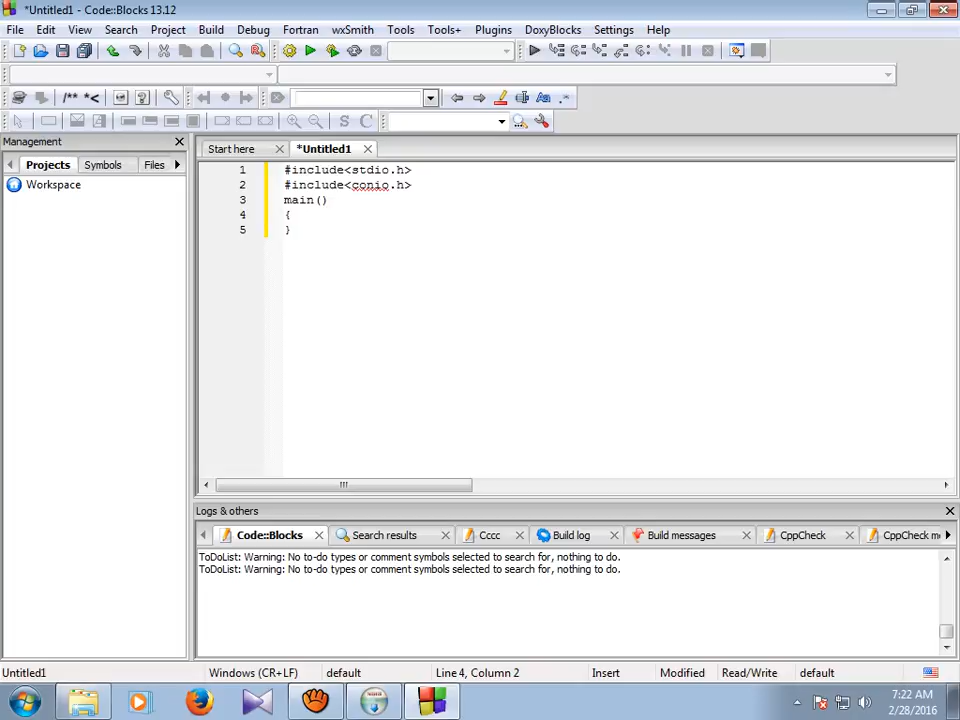 *Untitled1 - Code::Blocks 13.12
File Edit View Search Project Build Debug Fortran wxSmith Tools Tools+ Plugins DoxyBlocks Settings Help
/** *<
S C
Management
Projects Symbols Files
Workspace
Start here *Untitled1
1 #include<stdio.h>
2 #include<conio.h>
3 main()
4 {
5 }
Logs & others
Code::Blocks Search results Cccc Build log Build messages CppCheck CppCheck me
ToDoList: Warning: No to-do types or comment symbols selected to search for, nothing to do.
ToDoList: Warning: No to-do types or comment symbols selected to search for, nothing to do.
Untitled1 Windows (CR+LF) default Line 4, Column 2 Insert Modified Read/Write default
7:22 AM
2/28/2016